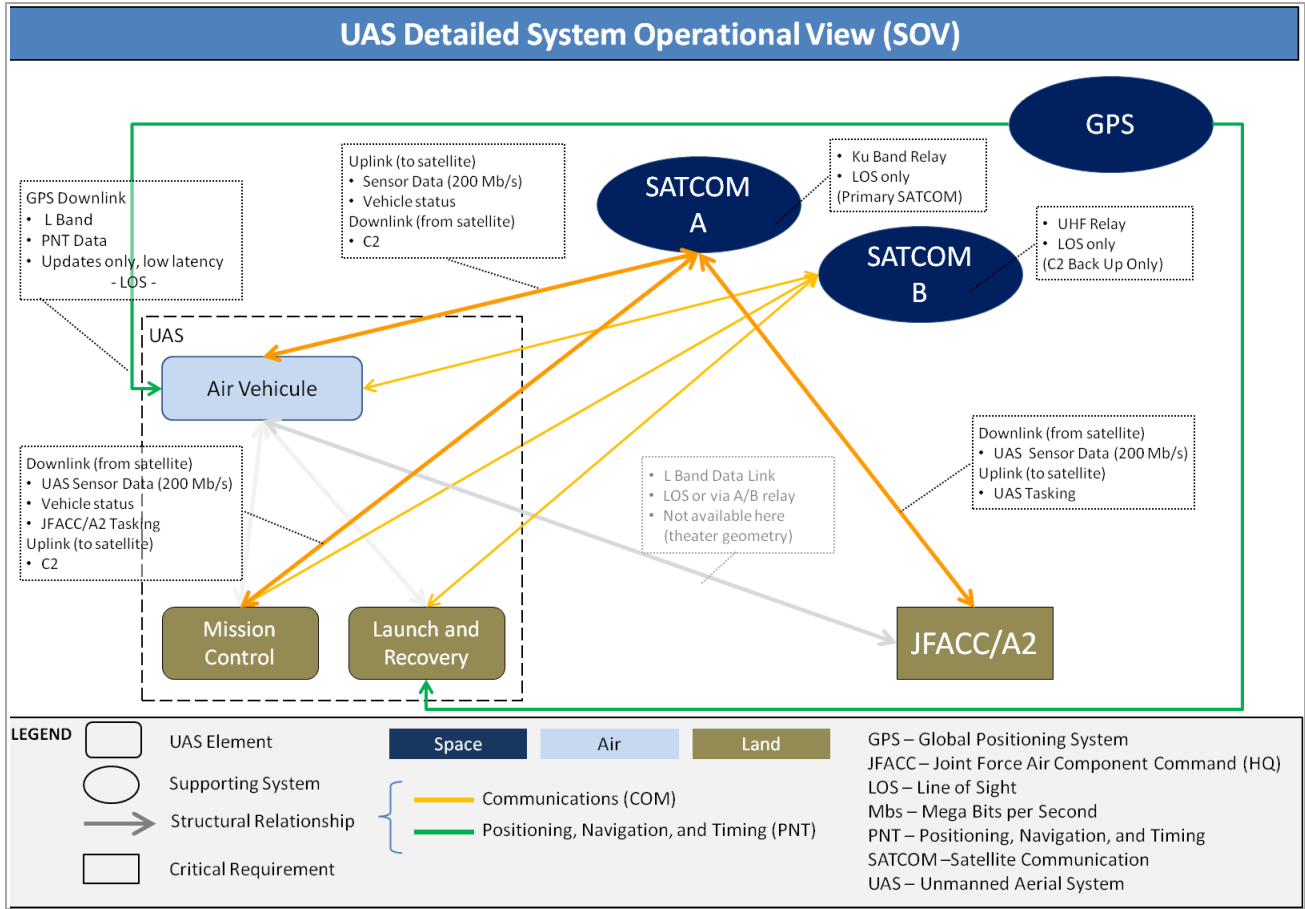 UAS Detailed System Operational View (SOV)
GPS
Uplink (to satellite)
• Sensor Data (200 Mb/s)
• Vehicle status
Downlink (from satellite)
• C2
SATCOM
A
• Ku Band Relay
• LOS only
(Primary SATCOM)
GPS Downlink
• L Band
• PNT Data
• Updates only, low latency
- LOS -
SATCOM
B
• UHF Relay
• LOS only
(C2 Back Up Only)
UAS
Air Vehicule
Downlink (from satellite)
• UAS Sensor Data (200 Mb/s)
• Vehicle status
• JFACC/A2 Tasking
Uplink (to satellite)
• C2
• L Band Data Link
• LOS or via A/B relay
• Not available here
(theater geometry)
Downlink (from satellite)
• UAS Sensor Data (200 Mb/s)
Uplink (to satellite)
• UAS Tasking
Mission
Control
Launch and
Recovery
JFACC/A2
LEGEND
UAS Element
Supporting System
Structural Relationship
Critical Requirement
Space
Air
Land
Communications (COM)
Positioning, Navigation, and Timing (PNT)
GPS – Global Positioning System
JFACC – Joint Force Air Component Command (HQ)
LOS – Line of Sight
Mbs – Mega Bits per Second
PNT – Positioning, Navigation, and Timing
SATCOM –Satellite Communication
UAS – Unmanned Aerial System